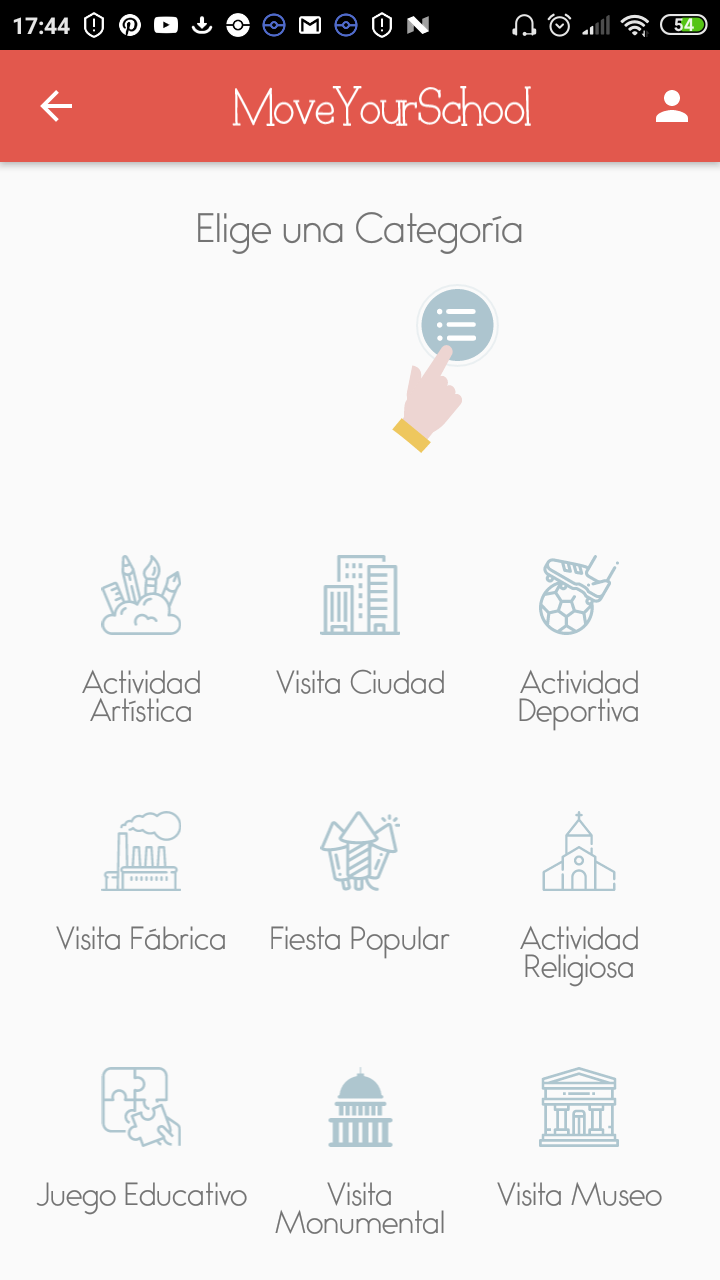 17:44
54
MoveYourSchool
Elige una Categoría
Actividad
Artística
Visita Ciudad
Actividad
Deportiva
Visita Fábrica
Fiesta Popular
Actividad
Religiosa
Juego Educativo
Visita
Monumental
Visita Museo